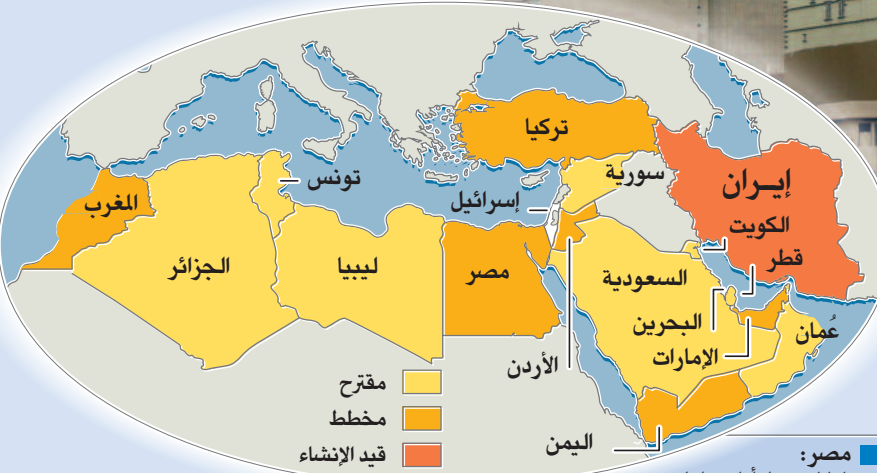 تركيا
سورية
إيـران
تونس
إسرائيل
المغرب
الكويت
قطر
الجزائر
ليبيا
مصر
السعودية
البحرين
عُمان
الإمارات
الأردن
اليمن
مقترح
مخطط
قيد الإنشاء
مصر: